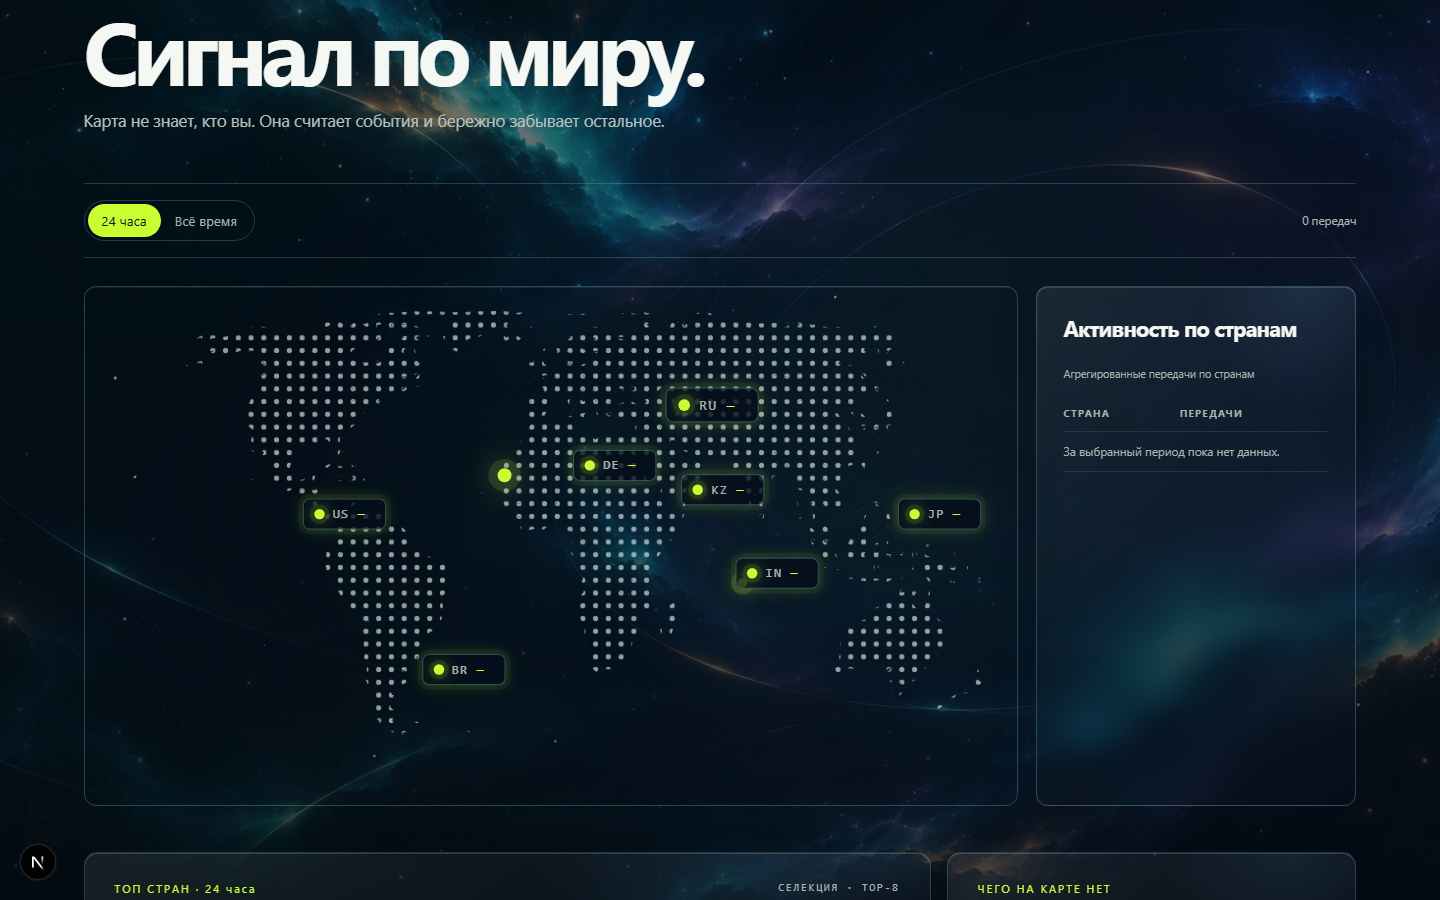 Сигнал по миру.
Карта не знает, кто вы. Она считает события и бережно забывает остальное.
24 часа
Всё время
0 передач
RU –
DE –
KZ –
US –
JP –
IN –
BR –
Активность по странам
Агрегированные передачи по странам
СТРАНА ПЕРЕДАЧИ
За выбранный период пока нет данных.
N
ТОП СТРАН · 24 часа
СЕЛЕКЦИЯ • TOP-8
ЧЕГО НА КАРТЕ НЕТ